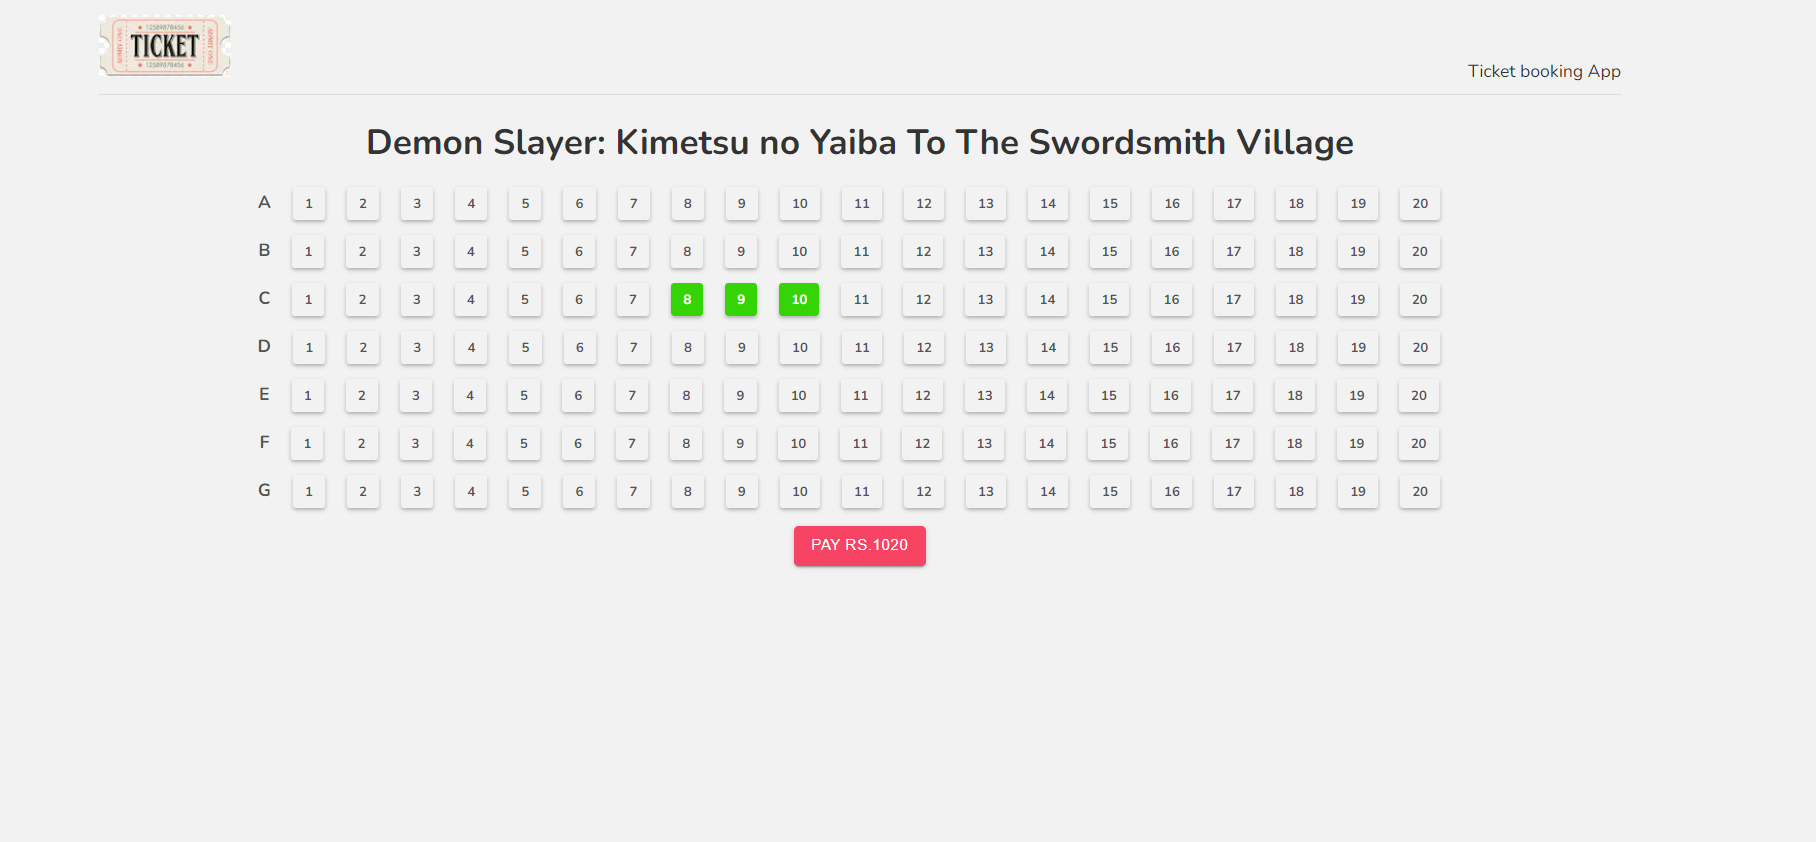 12589878456
ADMIT ONE TICKET ADMIT ONE
12589878456
Ticket booking App
Demon Slayer: Kimetsu no Yaiba To The Swordsmith Village
A 1 2 3 4 5 6 7 8 9 10 11 12 13 14 15 16 17 18 19 20
B 1 2 3 4 5 6 7 8 9 10 11 12 13 14 15 16 17 18 19 20
C 1 2 3 4 5 6 7 8 9 10 11 12 13 14 15 16 17 18 19 20
D 1 2 3 4 5 6 7 8 9 10 11 12 13 14 15 16 17 18 19 20
E 1 2 3 4 5 6 7 8 9 10 11 12 13 14 15 16 17 18 19 20
F 1 2 3 4 5 6 7 8 9 10 11 12 13 14 15 16 17 18 19 20
G 1 2 3 4 5 6 7 8 9 10 11 12 13 14 15 16 17 18 19 20
PAY RS.1020